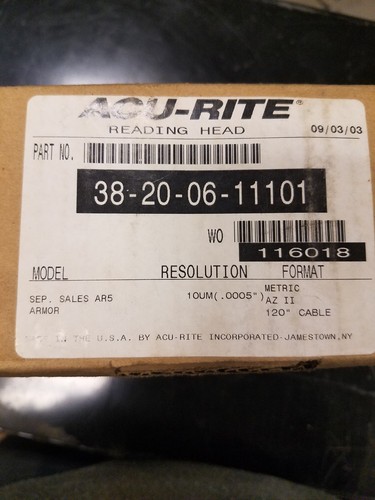 ACU-RITE®
READING HEAD 09/03/03
PART NO.
38-20-06-11101
WO
116018
MODEL RESOLUTION FORMAT
SEP. SALES AR5 10UM(.0005") METRIC
ARMOR AZ II
120" CABLE
IN THE U.S.A. BY ACU-RITE INCORPORATED-JAMESTOWN,NY